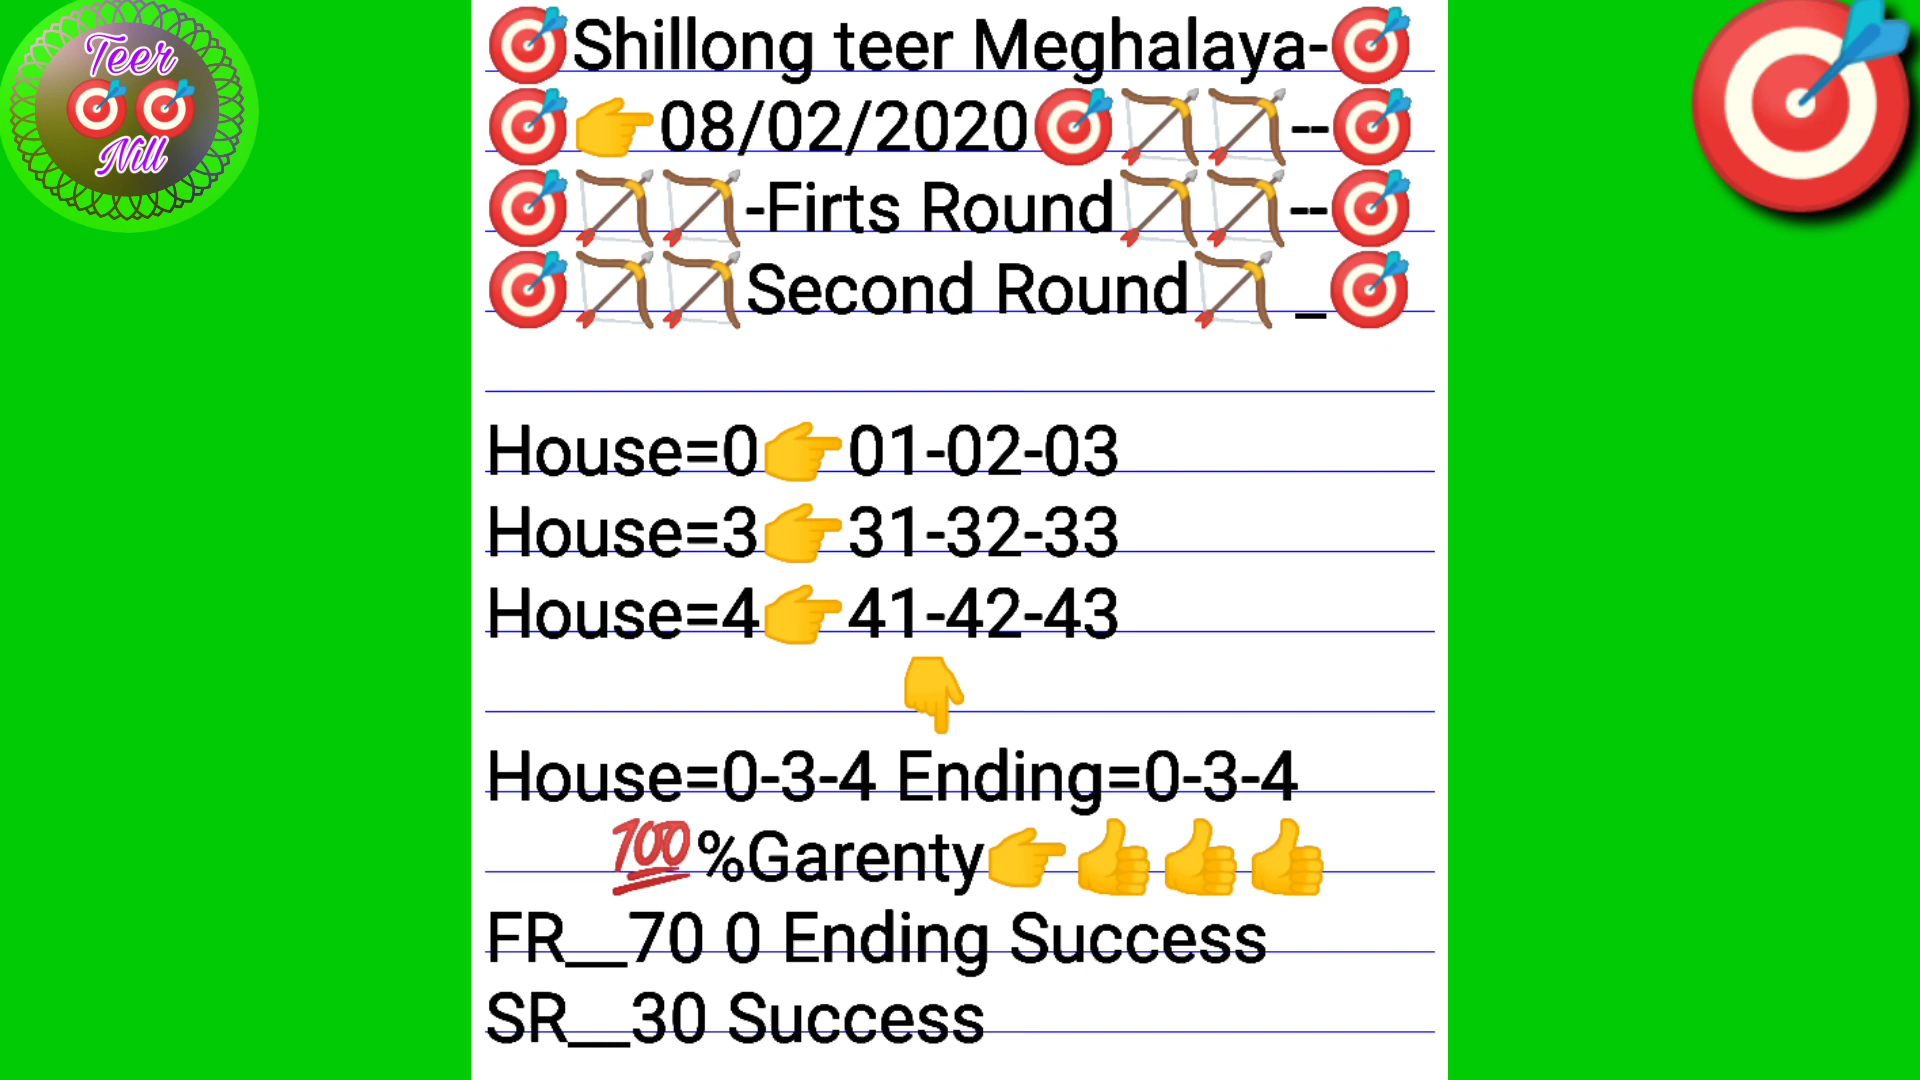 Teer
Nill
🎯Shillong teer Meghalaya-🎯
🎯👉08/02/2020🎯🏹🏹--🎯
🎯🏹🏹-Firts Round🏹🏹--🎯
🎯🏹🏹Second Round🏹_🎯
House=0👉01-02-03
House=3👉31-32-33
House=4👉41-42-43
👇
House=0-3-4 Ending=0-3-4
💯%Garenty👉👍👍👍
FR__70 0 Ending Success
SR__30 Success